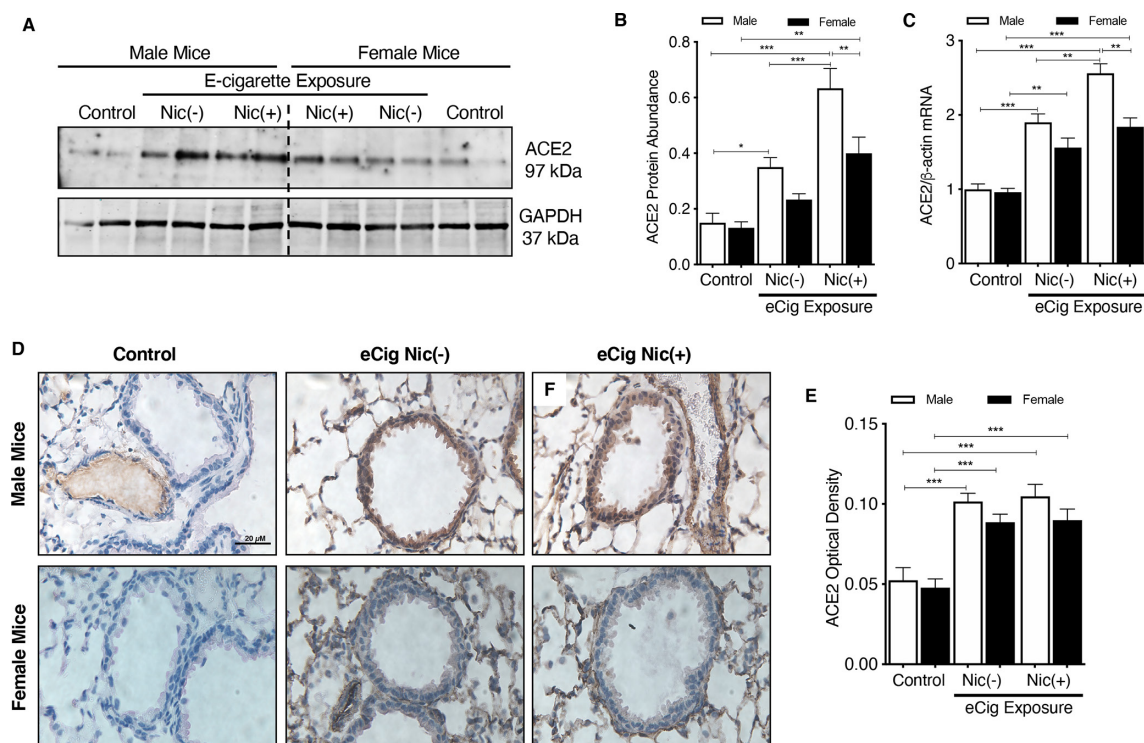 A
Male Mice Female Mice
E-cigarette Exposure
Control Nic(-) Nic(+) Nic(+) Nic(-) Control
ACE2
97 kDa
GAPDH
37 kDa
B
Male Female
ACE2 Protein Abundance
0.8
0.6
0.4
0.2
0.0
**
***
**
***
*
Control Nic(-) Nic(+)
eCig Exposure
C
Male Female
ACE2/β-actin mRNA
3
2
1
0
***
***
**
**
**
***
Control Nic(-) Nic(+)
eCig Exposure
D
Control eCig Nic(-) eCig Nic(+)
Male Mice
20 µM
F
Female Mice
E
Male Female
ACE2 Optical Density
0.15
0.10
0.05
0.00
***
***
***
***
Control Nic(-) Nic(+)
eCig Exposure